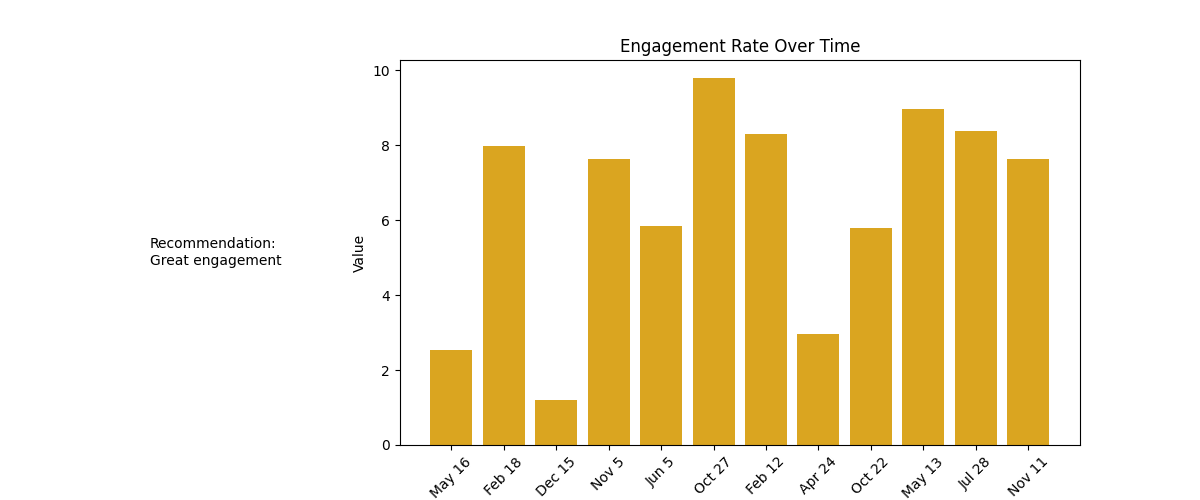 Engagement Rate Over Time
10
8
6
4
2
0
Value
Recommendation:
Great engagement
May 16
Feb 18
Dec 15
Nov 5
Jun 5
Oct 27
Feb 12
Apr 24
Oct 22
May 13
Jul 28
Nov 11